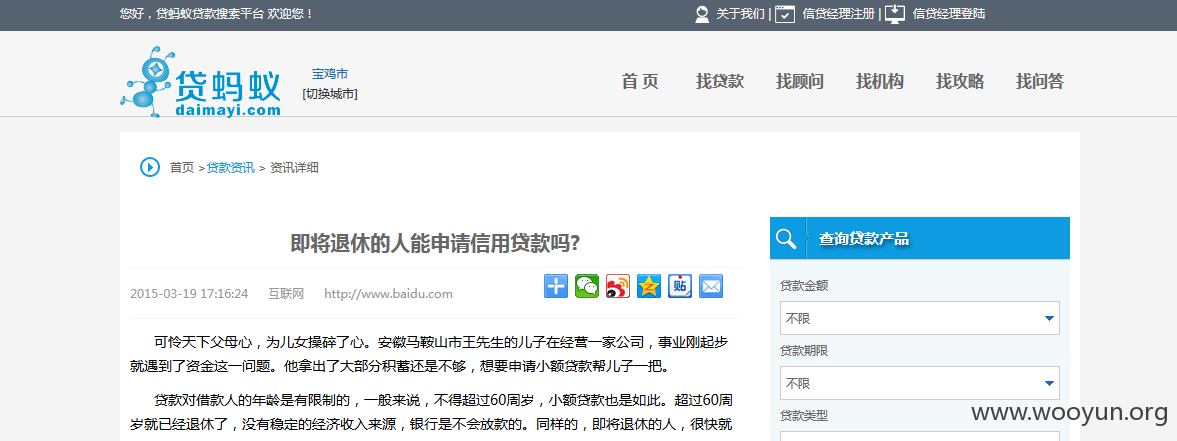 您好，贷蚂蚁贷款搜索平台 欢迎您！
关于我们 | 信贷经理注册 | 信贷经理登陆
贷蚂蚁
daimayi.com
宝鸡市
[切换城市]
首 页 找贷款 找顾问 找机构 找攻略 找问答
首页 > 贷款资讯 > 资讯详细
即将退休的人能申请信用贷款吗?
2015-03-19 17:16:24 互联网 http://www.baidu.com
贴
可怜天下父母心，为儿女操碎了心。安徽马鞍山市王先生的儿子在经营一家公司，事业刚起步
就遇到了资金这一问题。他拿出了大部分积蓄还是不够，想要申请小额贷款帮儿子一把。
贷款对借款人的年龄是有限制的，一般来说，不得超过60周岁，小额贷款也是如此。超过60周
岁就已经退休了，没有稳定的经济收入来源，银行是不会放款的。同样的，即将退休的人，很快就
查询贷款产品
贷款金额
不限
贷款期限
不限
贷款类型
www.wooyun.org